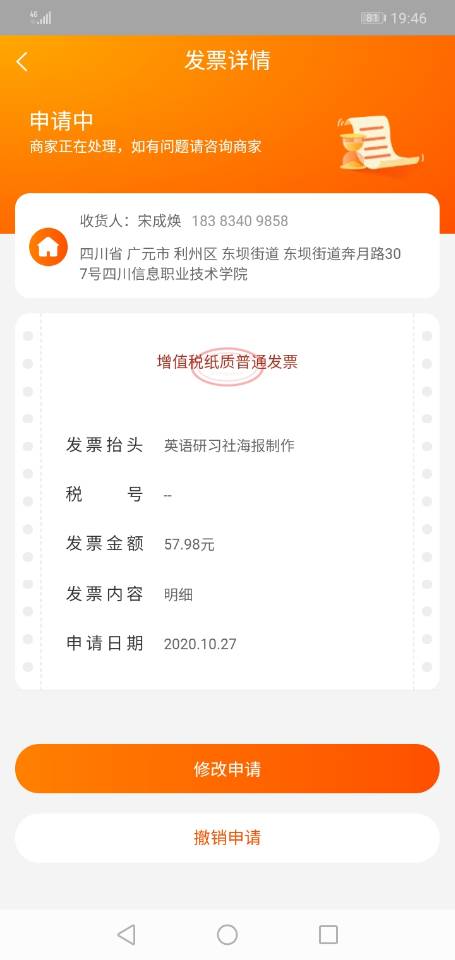 4G
81
19:46
发票详情
申请中
商家正在处理，如有问题请咨询商家
收货人：宋成焕 183 8340 9858
四川省 广元市 利州区 东坝街道 东坝街道奔月路30
7号四川信息职业技术学院
增值税纸质普通发票
发票抬头 英语研习社海报制作
税号 --
发票金额 57.98元
发票内容 明细
申请日期 2020.10.27
修改申请
撤销申请